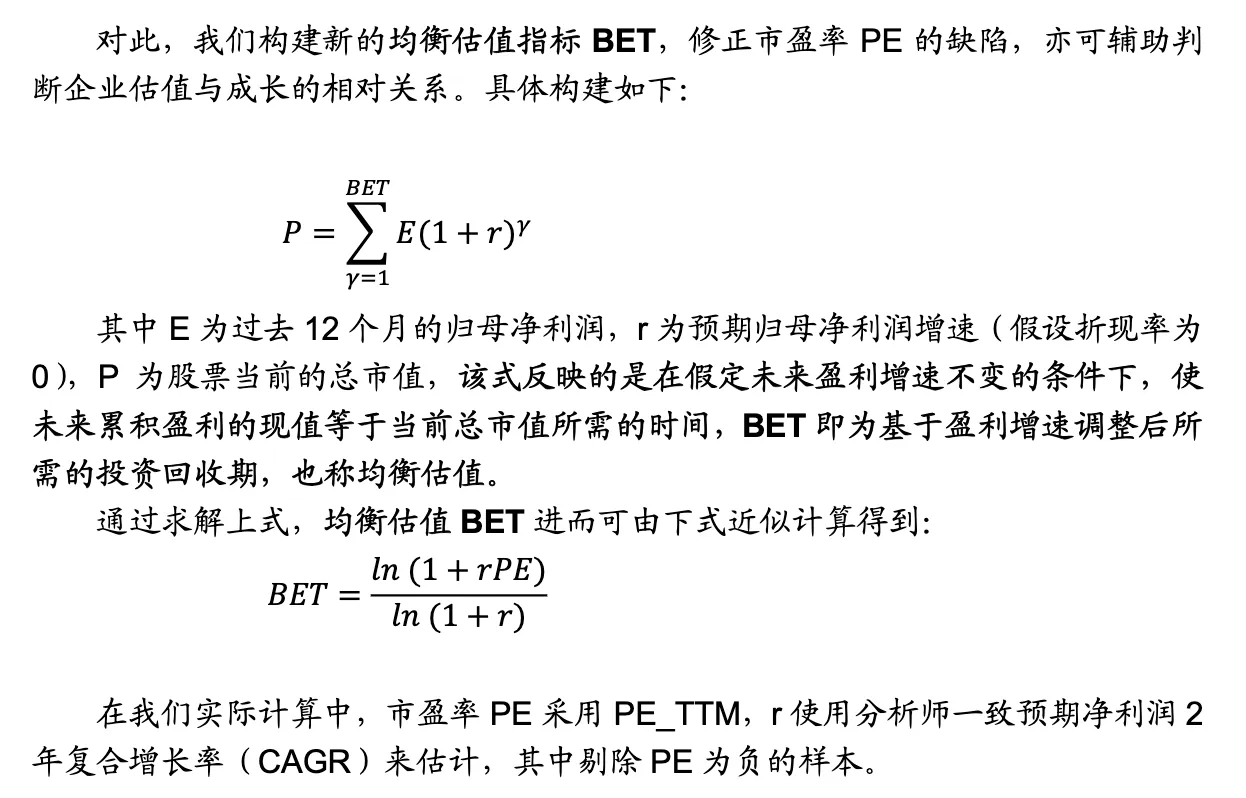 对此，我们构建新的均衡估值指标 BET，修正市盈率 PE 的缺陷，亦可辅助判
断企业估值与成长的相对关系。具体构建如下：
P = \sum_{γ=1}^{BET} E(1 + r)^γ
其中 E 为过去 12 个月的归母净利润，r 为预期归母净利润增速（假设折现率为
0），P 为股票当前的总市值，该式反映的是在假定未来盈利增速不变的条件下，使
未来累积盈利的现值等于当前总市值所需的时间，BET 即为基于盈利增速调整后所
需的投资回收期，也称均衡估值。
通过求解上式，均衡估值 BET 进而可由下式近似计算得到：
BET = \frac{ln (1 + rPE)}{ln (1 + r)}
在我们实际计算中，市盈率 PE 采用 PE_TTM，r 使用分析师一致预期净利润 2
年复合增长率（CAGR）来估计，其中剔除 PE 为负的样本。